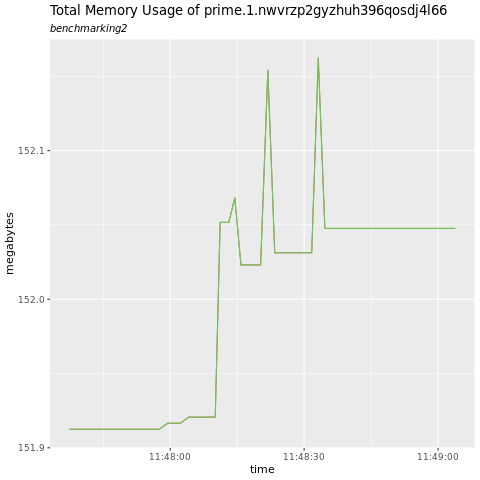 Total Memory Usage of prime.1.nwvrzp2gyzhuh396qosdj4l66
benchmarking2
152.1
152.0
151.9
megabytes
11:48:00
11:48:30
11:49:00
time